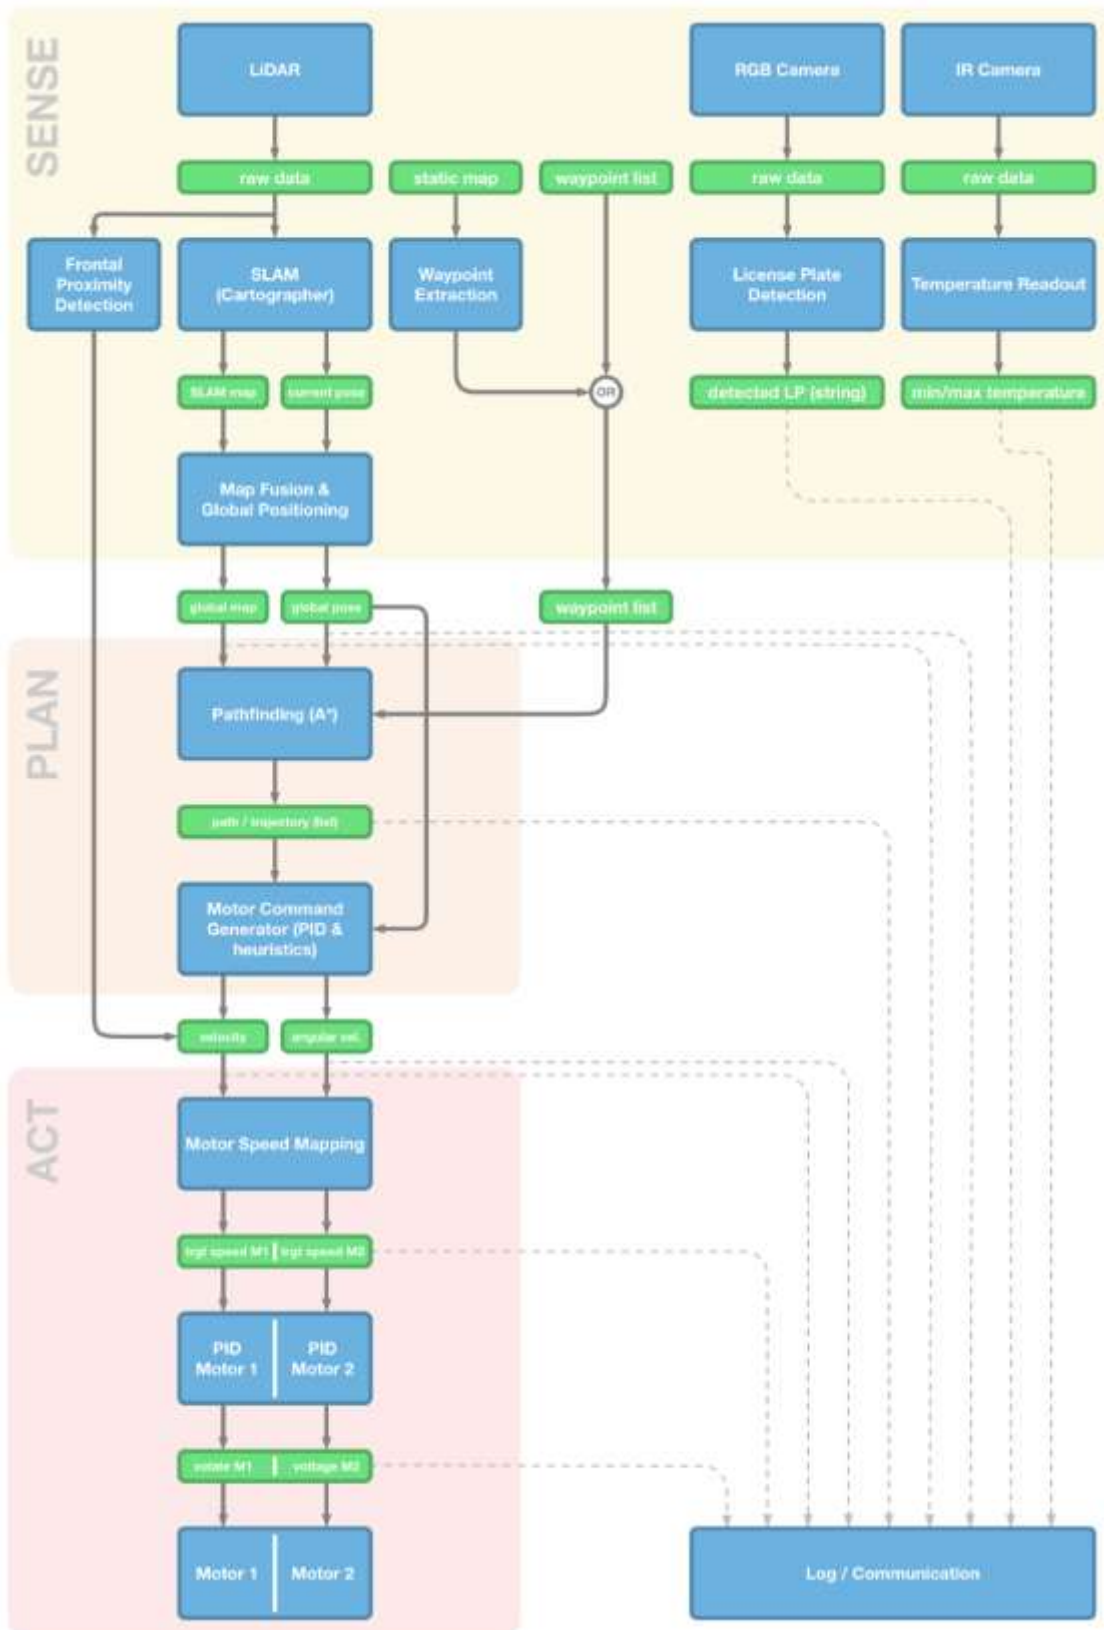 SENSE
LiDAR
RGB Camera
IR Camera
raw data
static map
waypoint list
raw data
raw data
Frontal
Proximity
Detection
SLAM
(Cartographer)
Waypoint
Extraction
License Plate
Detection
Temperature Readout
SLAM map
current pose
OR
detected LP (string)
min/max temperature
Map Fusion &
Global Positioning
global map
global pose
waypoint list
PLAN
Pathfinding (A*)
path / trajectory (list)
Motor Command
Generator (PID &
heuristics)
velocity
angular vel.
ACT
Motor Speed Mapping
trgt speed M1
trgt speed M2
PID
Motor 1
PID
Motor 2
votale M1
voltage M2
Motor 1
Motor 2
Log / Communication